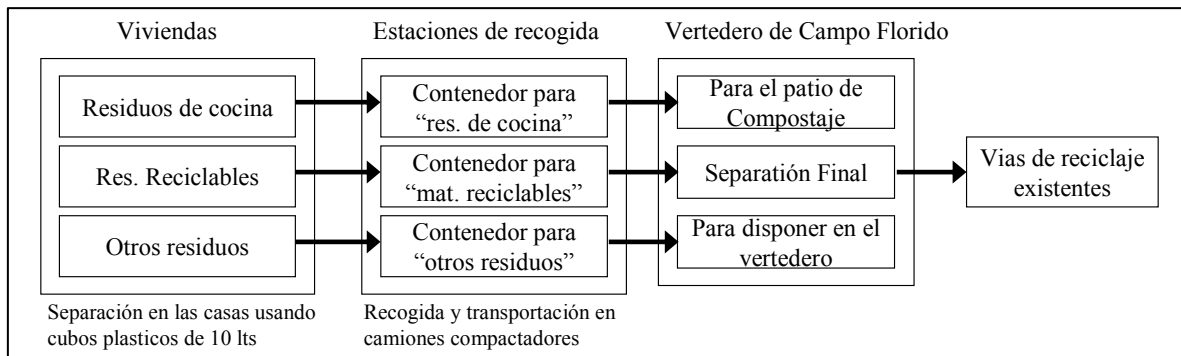 Viviendas
Estaciones de recogida
Vertedero de Campo Florido
Residuos de cocina
Contenedor para
“res. de cocina”
Para el patio de
Compostaje
Res. Reciclables
Contenedor para
“mat. reciclables”
Separatión Final
Vias de reciclaje
existentes
Otros residuos
Contenedor para
“otros residuos”
Para disponer en el
vertedero
Separación en las casas usando
cubos plasticos de 10 lts
Recogida y transportación en
camiones compactadores